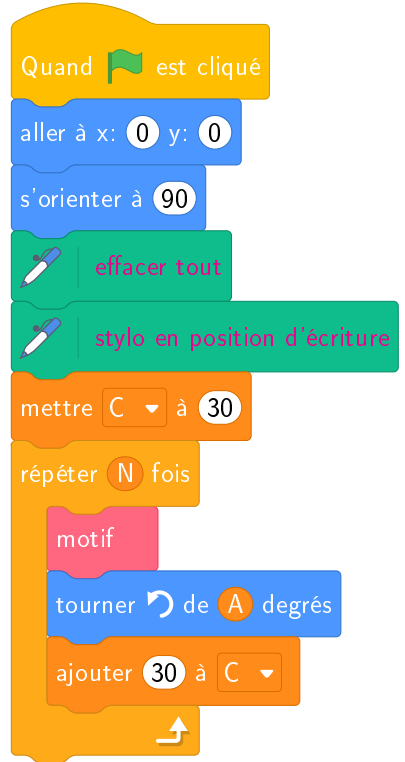 Quand est cliqué
aller à x: 0 y: 0
s'orienter à 90
effacer tout
stylo en position d'écriture
mettre C à 30
répéter N fois
motif
tourner de A degrés
ajouter 30 à C